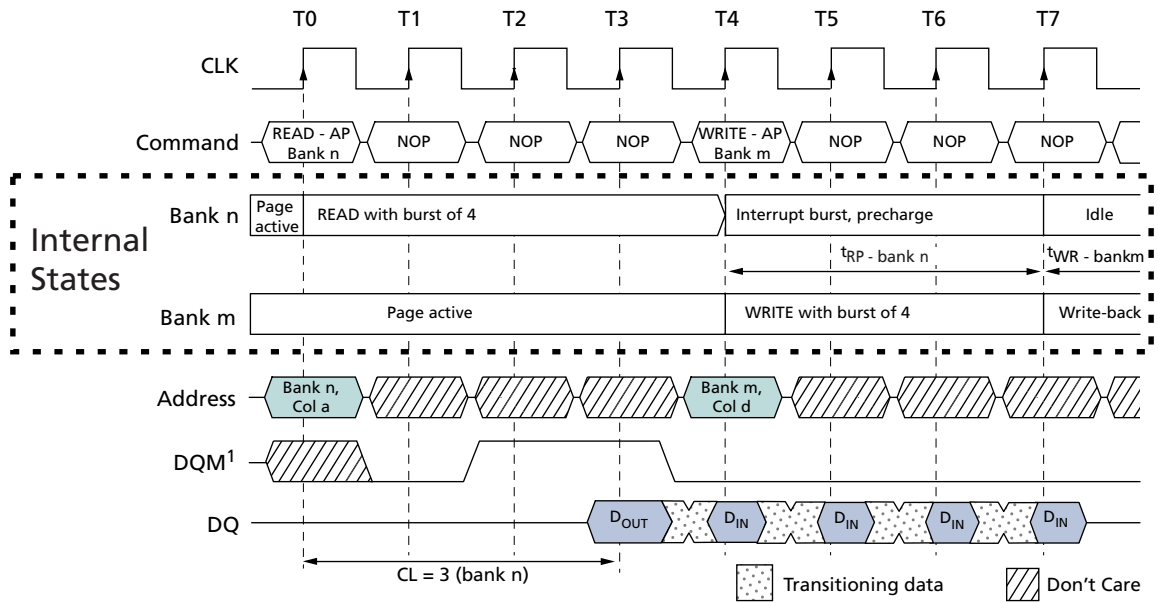 T0 T1 T2 T3 T4 T5 T6 T7
CLK
Command
READ - AP
Bank n
NOP
NOP
NOP
WRITE - AP
Bank m
NOP
NOP
NOP
Internal
States
Bank n
Page
active
READ with burst of 4
Interrupt burst, precharge
Idle
tRP - bank n
tWR - bankm
Bank m
Page active
WRITE with burst of 4
Write-back
Address
Bank n,
Col a
Bank m,
Col d
DQM1
DQ
DOUT
DIN
DIN
DIN
DIN
CL = 3 (bank n)
Transitioning data
Don't Care